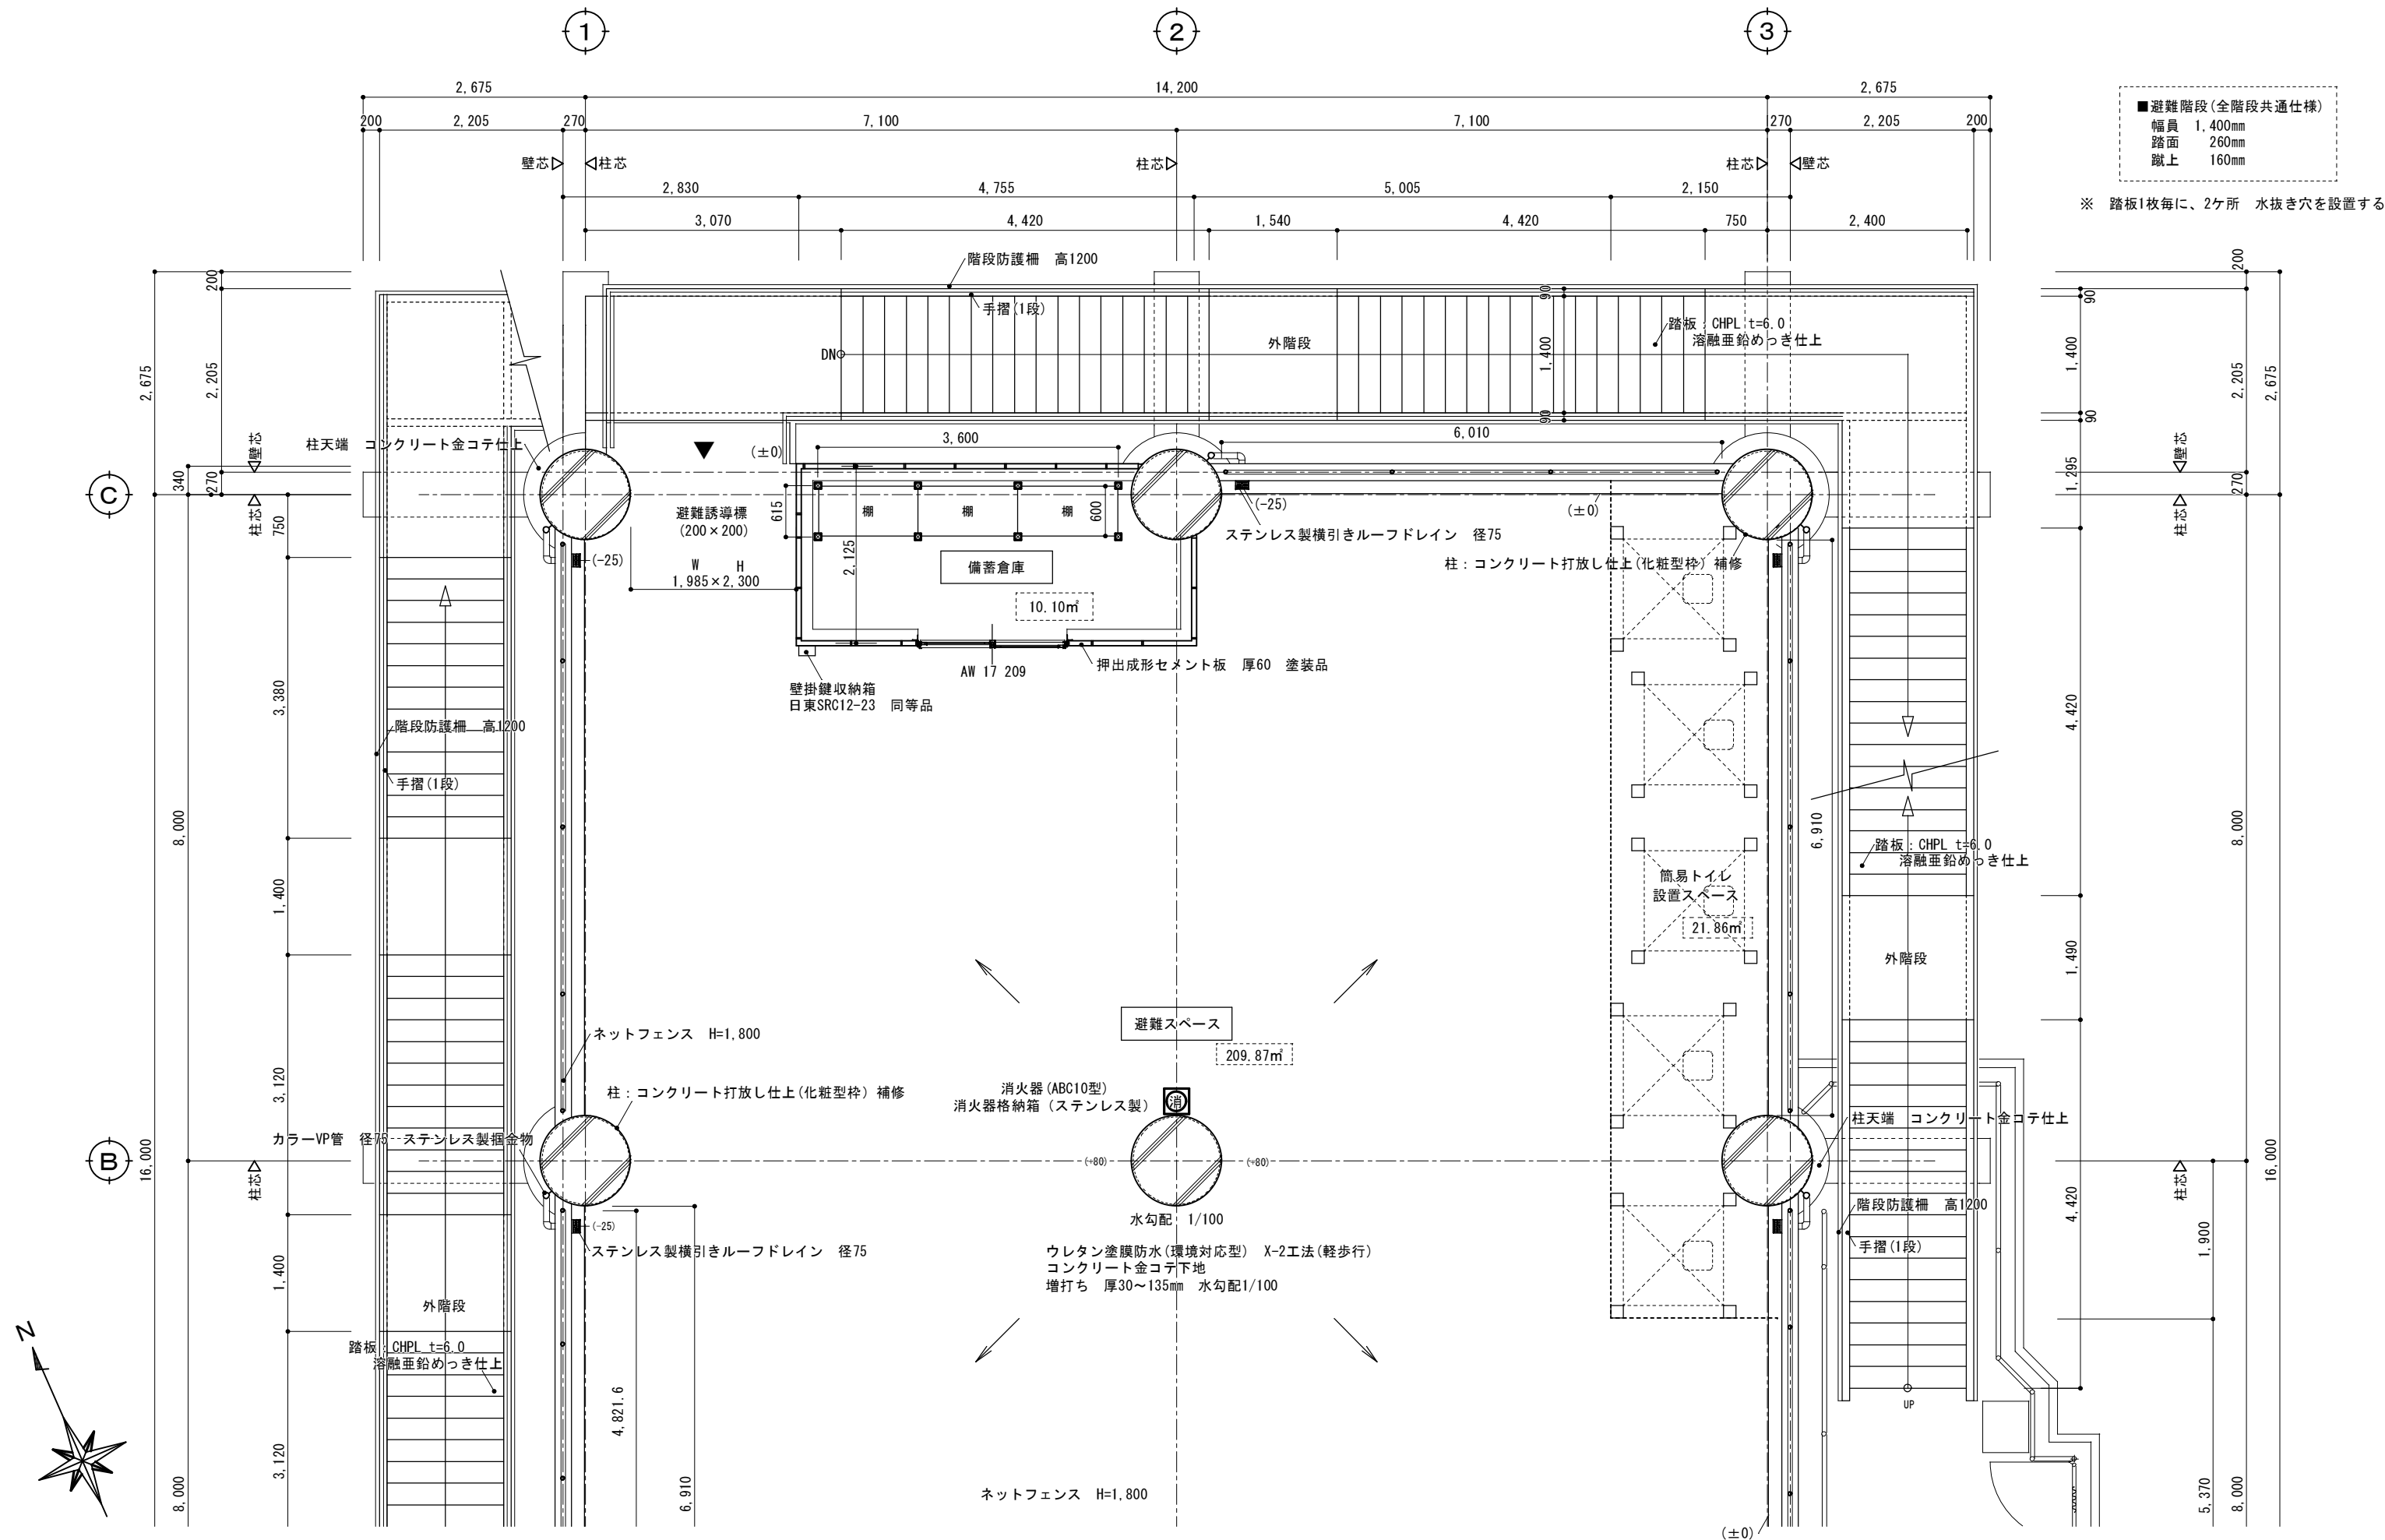 1
2
3
2,675
14,200
2,675
200
2,205
270
7,100
7,100
270
2,205
200
壁芯
柱芯
柱芯
柱芯
壁芯
2,830
4,755
5,005
2,150
3,070
4,420
1,540
4,420
750
2,400
■避難階段(全階段共通仕様)
幅員 1,400mm
踏面 260mm
蹴上 160mm
※ 踏板1枚毎に、2ケ所 水抜き穴を設置する
階段防護柵 高1200
手摺(1段)
DN
外階段
踏板：CHPL t=6.0
溶融亜鉛めっき仕上
90
1,400
90
200
2,205
2,675
270
340
壁芯
柱芯
750
C
柱天端 コンクリート金コテ仕上
(±0)
3,600
6,010
避難誘導標
(200×200)
615
棚
棚
棚
600
2,125
(-25)
W H
1,985×2,300
備蓄倉庫
10.10㎡
(-25)
ステンレス製横引きルーフドレイン 径75
(±0)
柱：コンクリート打放し仕上(化粧型枠) 補修
AW 17 209
押出成形セメント板 厚60 塗装品
壁掛鍵収納箱
日東SRC12-23 同等品
200
90
1,400
2,205
2,675
90
1,295
270
壁芯
柱芯
3,380
階段防護柵 高1200
手摺(1段)
8,000
1,400
3,120
16,000
4,420
6,910
8,000
踏板：CHPL t=6.0
溶融亜鉛めっき仕上
簡易トイレ
設置スペース
21.86㎡
外階段
1,490
ネットフェンス H=1,800
避難スペース
209.87㎡
柱：コンクリート打放し仕上(化粧型枠) 補修
消火器(ABC10型)
消火器格納箱 (ステンレス製)
消
カラーVP管 径75 ステンレス製掴金物
B
柱芯
(+80)
(+80)
柱天端 コンクリート金コテ仕上
柱芯
16,000
水勾配 1/100
(-25)
ステンレス製横引きルーフドレイン 径75
ウレタン塗膜防水(環境対応型) X-2工法(軽歩行)
コンクリート金コテ下地
増打ち 厚30～135mm 水勾配1/100
階段防護柵 高1200
手摺(1段)
4,420
1,900
1,400
外階段
踏板：CHPL t=6.0
溶融亜鉛めっき仕上
N
3,120
8,000
4,821.6
6,910
ネットフェンス H=1,800
UP
5,370
8,000
(±0)